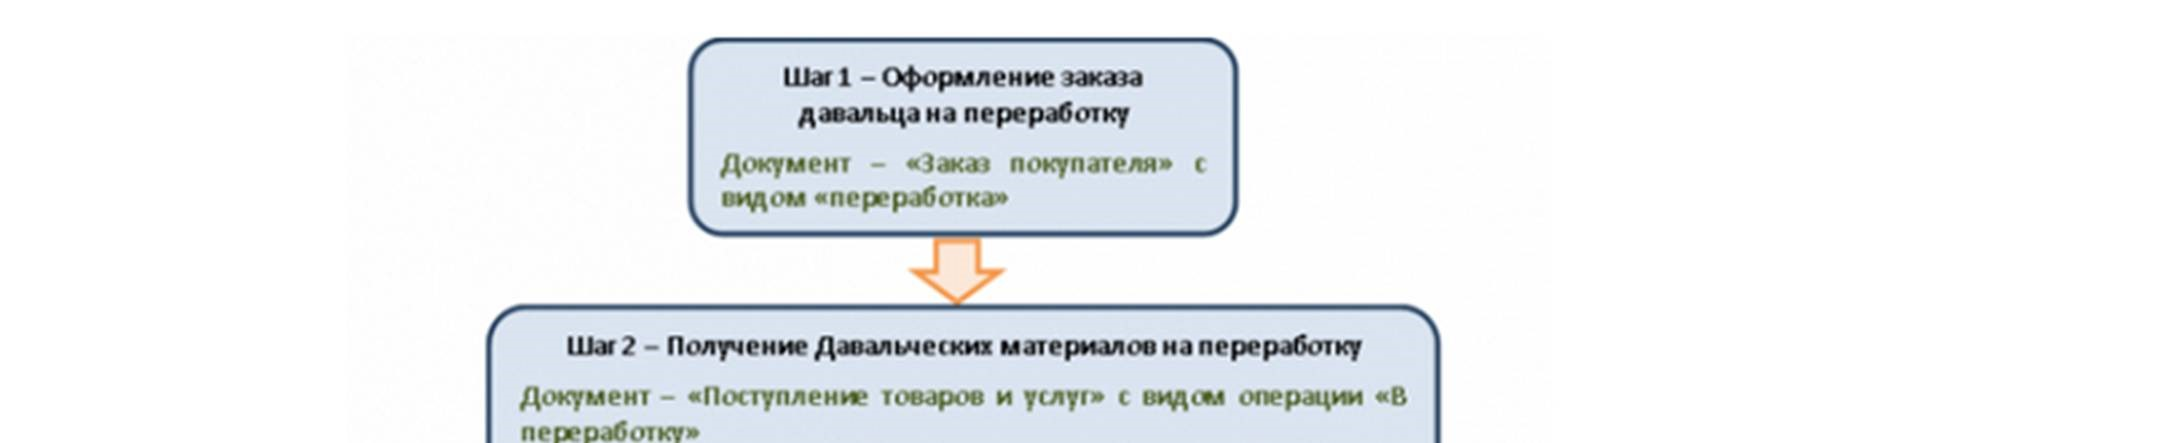 Шаг 1 – Оформление заказа
давальца на переработку
Документ – «Заказ покупателя» с
видом «переработка»
Шаг 2 – Получение Давальческих материалов на переработку
Документ – «Поступление товаров и услуг» с видом операции «В
переработку»